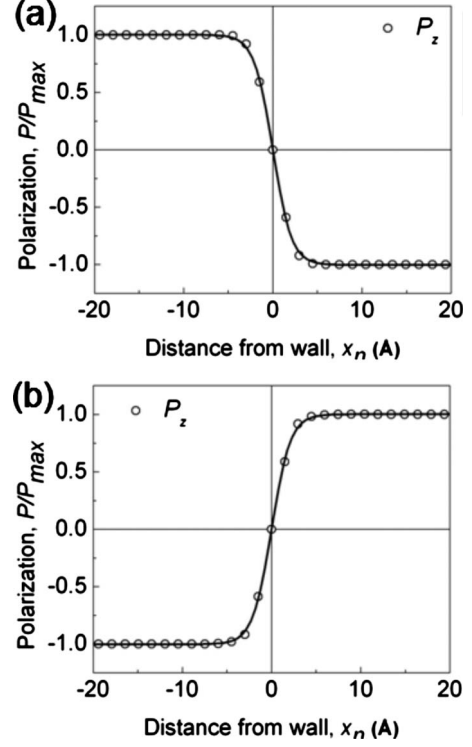 (a)
P_z
1.0
0.5
0.0
-0.5
-1.0
Polarization, P/P_max
-20 -10 0 10 20
Distance from wall, x_n (Å)
(b)
P_z
1.0
0.5
0.0
-0.5
-1.0
Polarization, P/P_max
-20 -10 0 10 20
Distance from wall, x_n (Å)